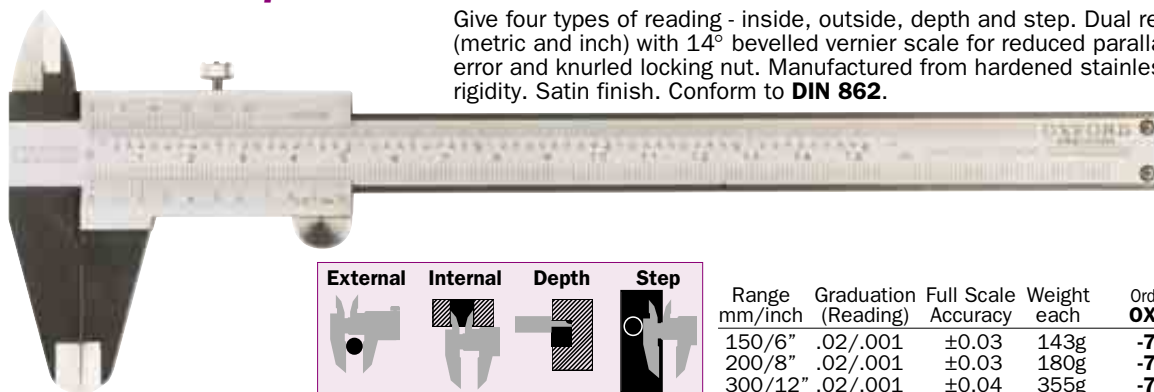 Give four types of reading - inside, outside, depth and step. Dual
(metric and inch) with 14° bevelled vernier scale for reduced
error and knurled locking nut. Manufactured from hardened
rigidity. Satin finish. Conform to DIN 862.
OXFORD
External Internal Depth Step
Range Graduation Full Scale Weight
mm/inch (Reading) Accuracy each
150/6” .02/.001 ±0.03 143g
200/8” .02/.001 ±0.03 180g
300/12” .02/.001 ±0.04 355g